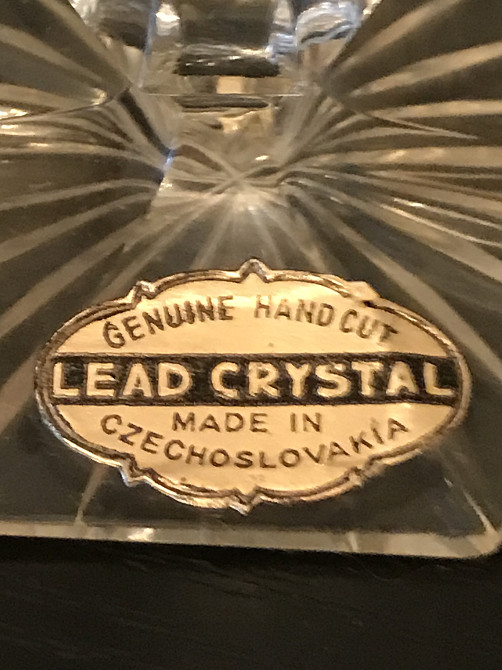 GENUINE HAND CUT
LEAD CRYSTAL
MADE IN
CZECHOSLOVAKIA